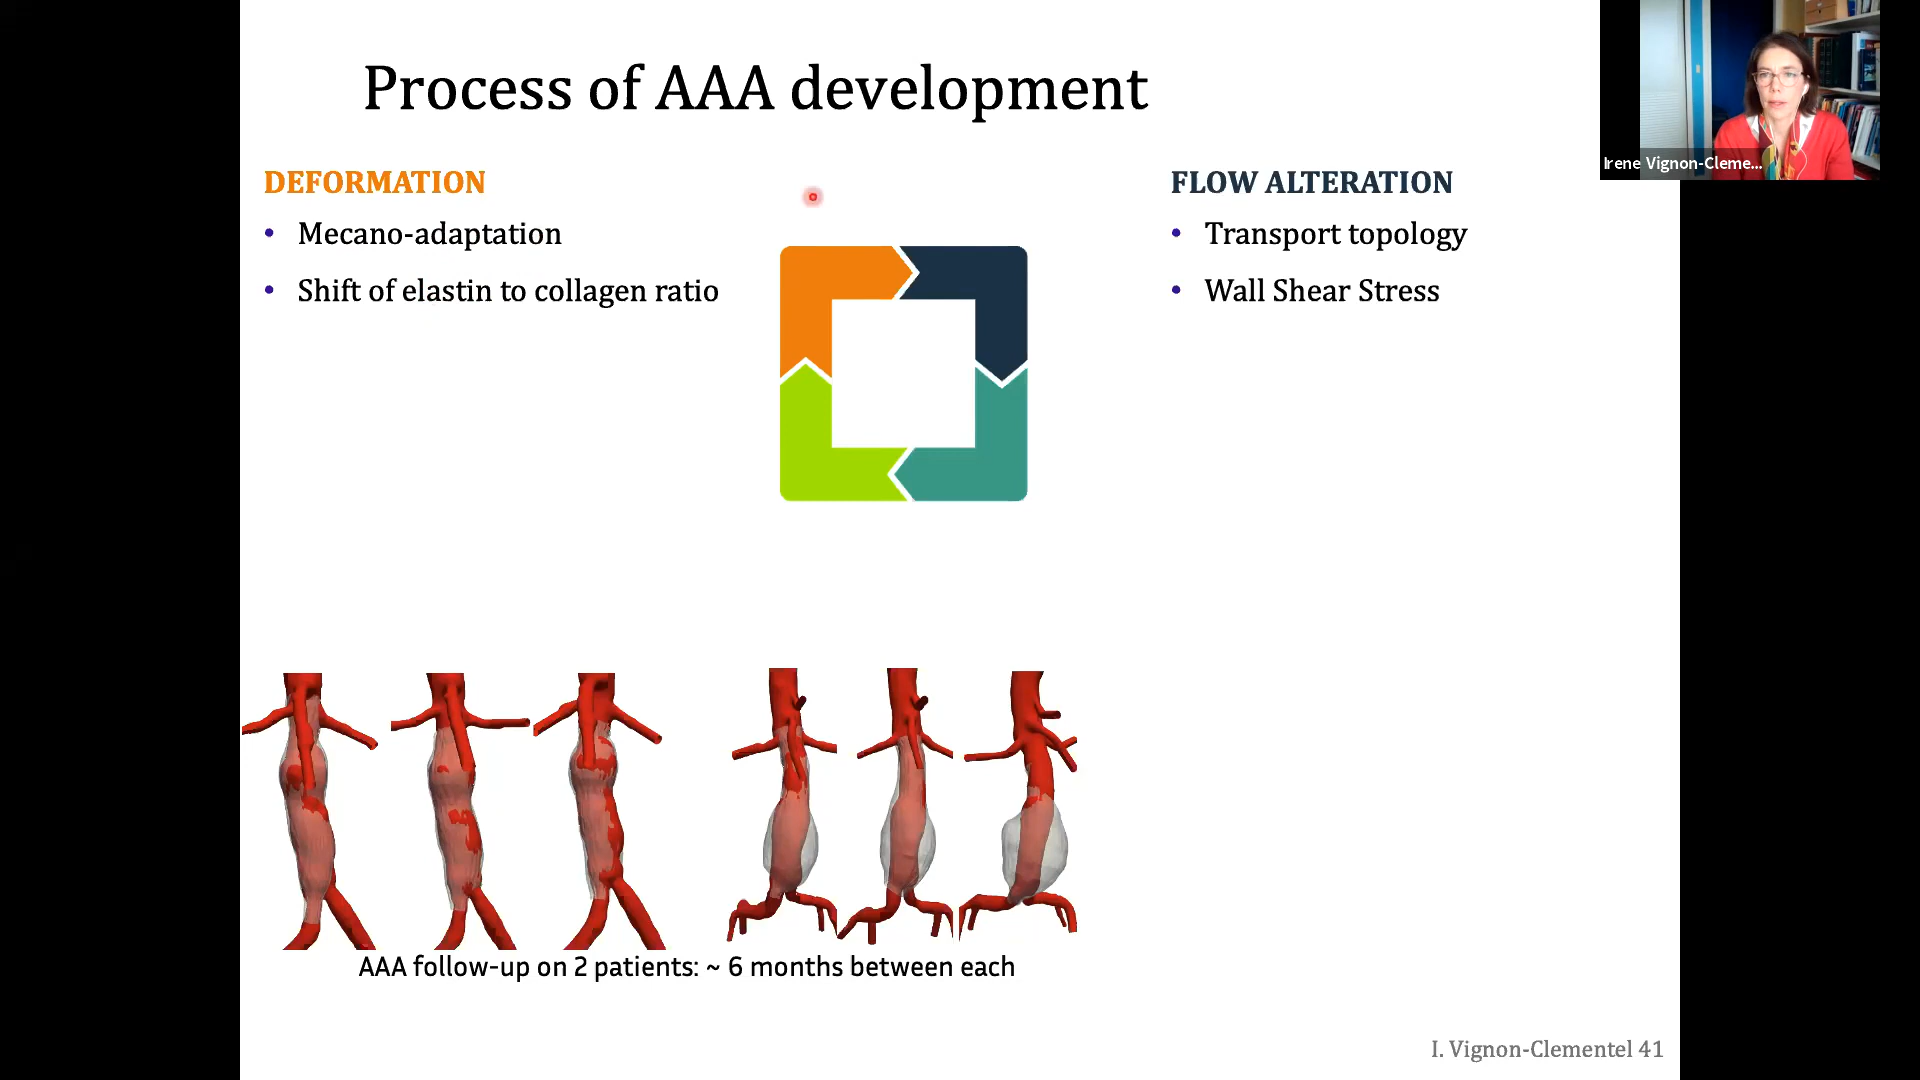 Process of AAA development
DEFORMATION
• Mecano-adaptation
• Shift of elastin to collagen ratio
FLOW ALTERATION
• Transport topology
• Wall Shear Stress
Irene Vignon-Cleme...
AAA follow-up on 2 patients: ~ 6 months between each
I. Vignon-Clementel 41